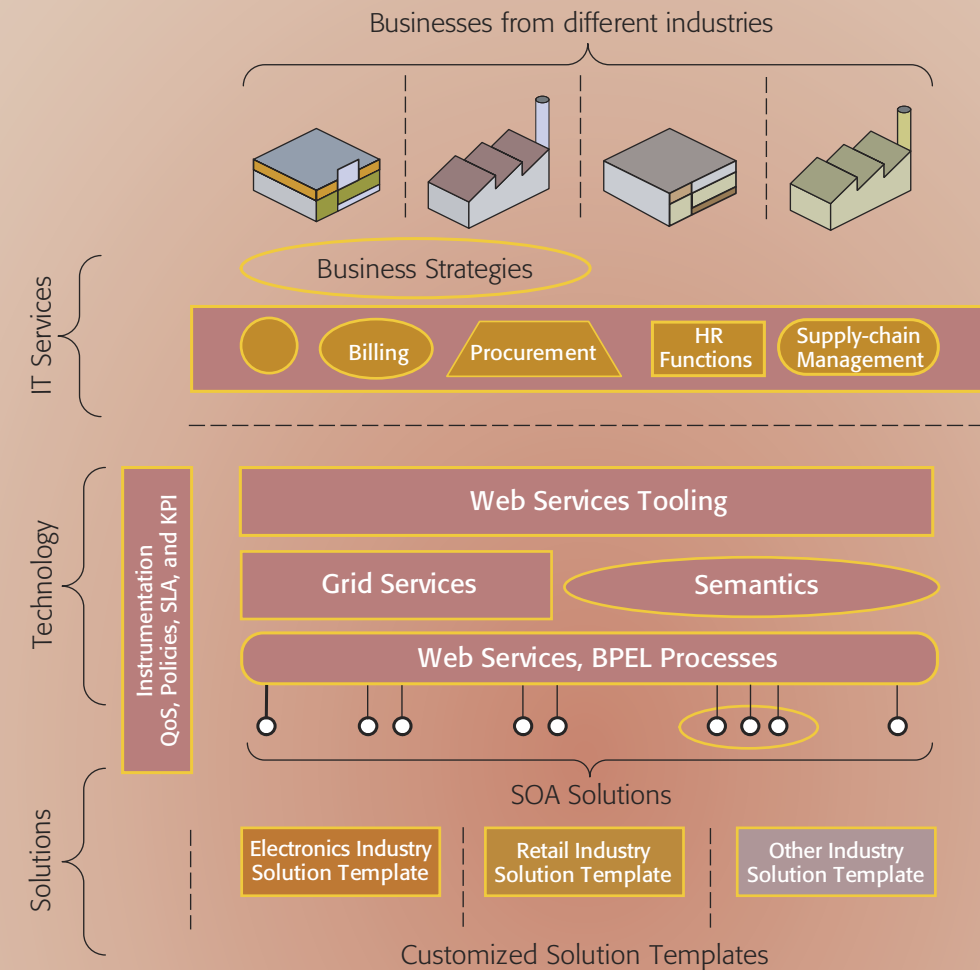 Businesses from different industries
IT Services
Business Strategies
Billing
Procurement
HR
Functions
Supply-chain
Management
Technology
Instrumentation
QoS, Policies, SLA, and KPI
Web Services Tooling
Grid Services
Semantics
Web Services, BPEL Processes
SOA Solutions
Solutions
Electronics Industry
Solution Template
Retail Industry
Solution Template
Other Industry
Solution Template
Customized Solution Templates